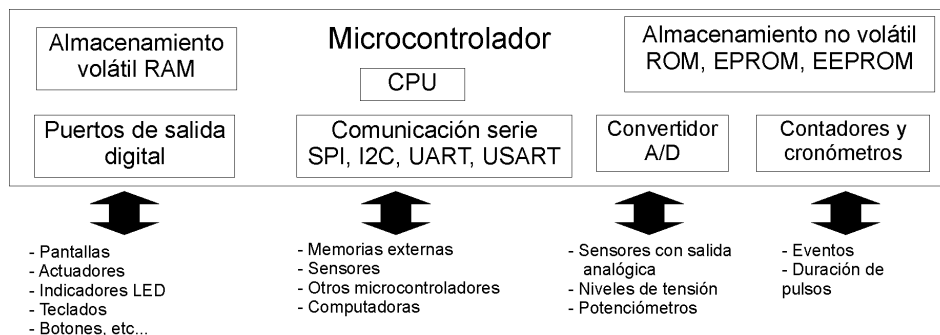 Almacenamiento
volátil RAM
Microcontrolador
CPU
Almacenamiento no volátil
ROM, EPROM, EEPROM
Puertos de salida
digital
Comunicación serie
SPI, I2C, UART, USART
Convertidor
A/D
Contadores y
cronómetros
- Pantallas
- Actuadores
- Indicadores LED
- Teclados
- Botones, etc...
- Memorias externas
- Sensores
- Otros microcontroladores
- Computadoras
- Sensores con salida
analógica
- Niveles de tensión
- Potenciómetros
- Eventos
- Duración de
pulsos